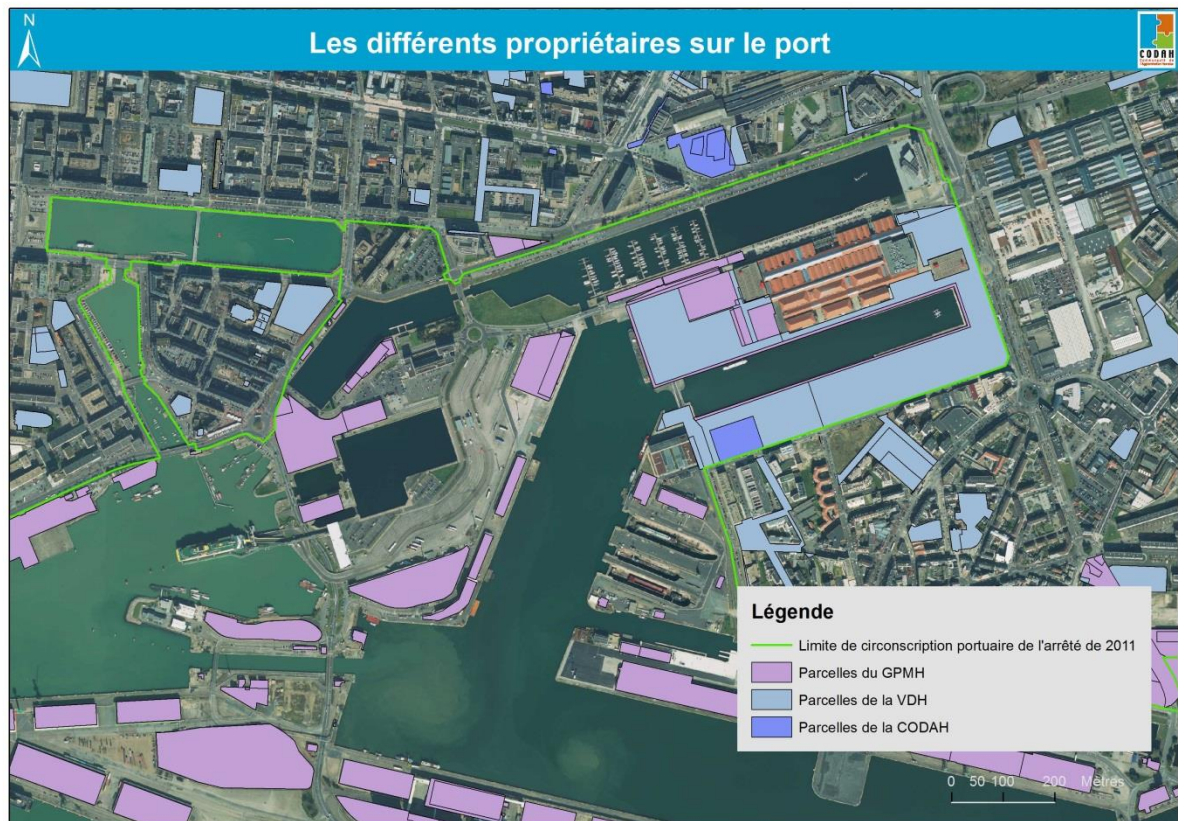 N
Les différents propriétaires sur le port
CODAH
Légende
Limite de circonscription portuaire de l'arrêté de 2011
Parcelles du GPMH
Parcelles de la VDH
Parcelles de la CODAH
0 50 100 200 Mètres